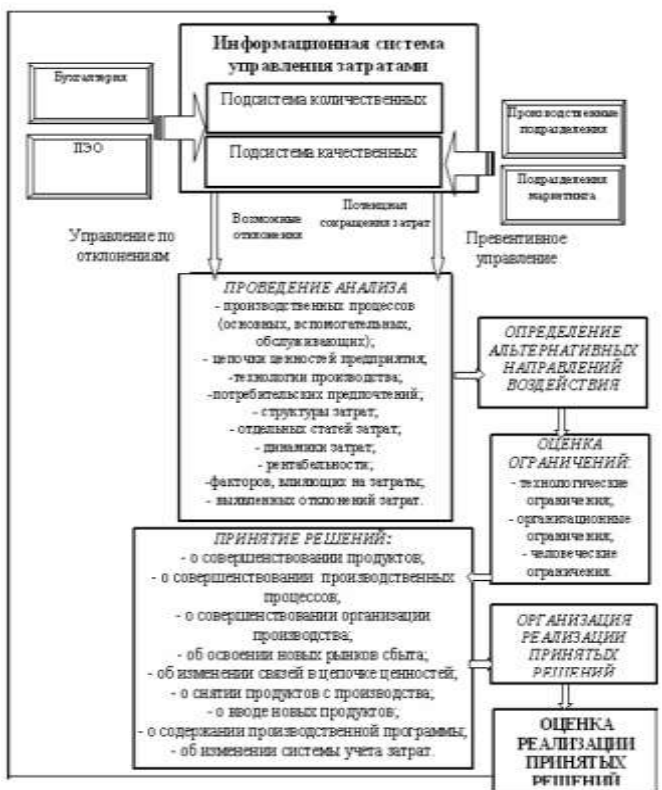 Информационная система
управления затратами
Бухгалтерия
ПЭО
Подсистема количественных
Подсистема качественных
Производственные
подразделения
Подразделения
маркетинга
Управление по
отклонениям
Возможные
отклонения
Потенциал
сокращения затрат
Превентивное
управление
ПРОВЕДЕНИЕ АНАЛИЗА
- производственных процессов
(основных, вспомогательных,
обслуживающих);
- цепочки ценностей предприятия;
-технологии производства;
-потребительских предпочтений;
- структуры затрат;
- отдельных статей затрат;
- динамики затрат;
- рентабельности;
-факторов, влияющих на затраты;
- выявленных отклонений затрат.
ОПРЕДЕЛЕНИЕ
АЛЬТЕРНАТИВНЫХ
НАПРАВЛЕНИЙ
ВОЗДЕЙСТВИЯ
ОЦЕНКА
ОГРАНИЧЕНИЙ:
- технологические
ограничения;
- организационные
ограничения;
- человеческие
ограничения.
ПРИНЯТИЕ РЕШЕНИЙ:
- о совершенствовании продуктов;
- о совершенствовании производственных
процессов;
- о совершенствовании организации
производства;
- об освоении новых рынков сбыта;
- об изменении связей в цепочке ценностей;
- о снятии продуктов с производства;
- о вводе новых продуктов;
- о содержании производственной программы;
- об изменении системы учета затрат.
ОРГАНИЗАЦИЯ
РЕАЛИЗАЦИИ
ПРИНЯТЫХ
РЕШЕНИЙ
ОЦЕНКА
РЕАЛИЗАЦИИ
ПРИНЯТЫХ
РЕШЕНИЙ